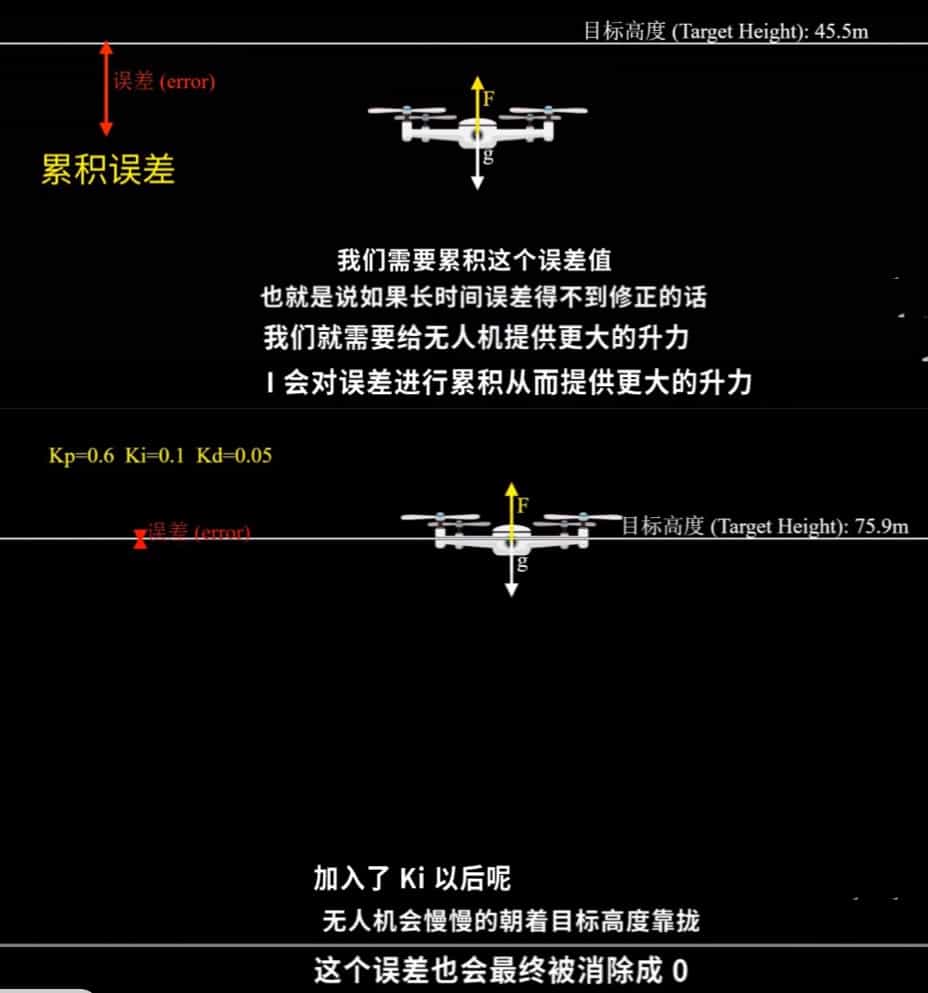 目标高度 (Target Height): 45.5m
误差 (error)
F
累积误差
g
我们需要累积这个误差值
也就是说如果长时间误差得不到修正的话
我们就需要给无人机提供更大的升力
I 会对误差进行累积从而提供更大的升力
Kp=0.6 Ki=0.1 Kd=0.05
F
误差 (error)
目标高度 (Target Height): 75.9m
g
加入了 Ki 以后呢
无人机会慢慢的朝着目标高度靠拢
这个误差也会最终被消除成 0